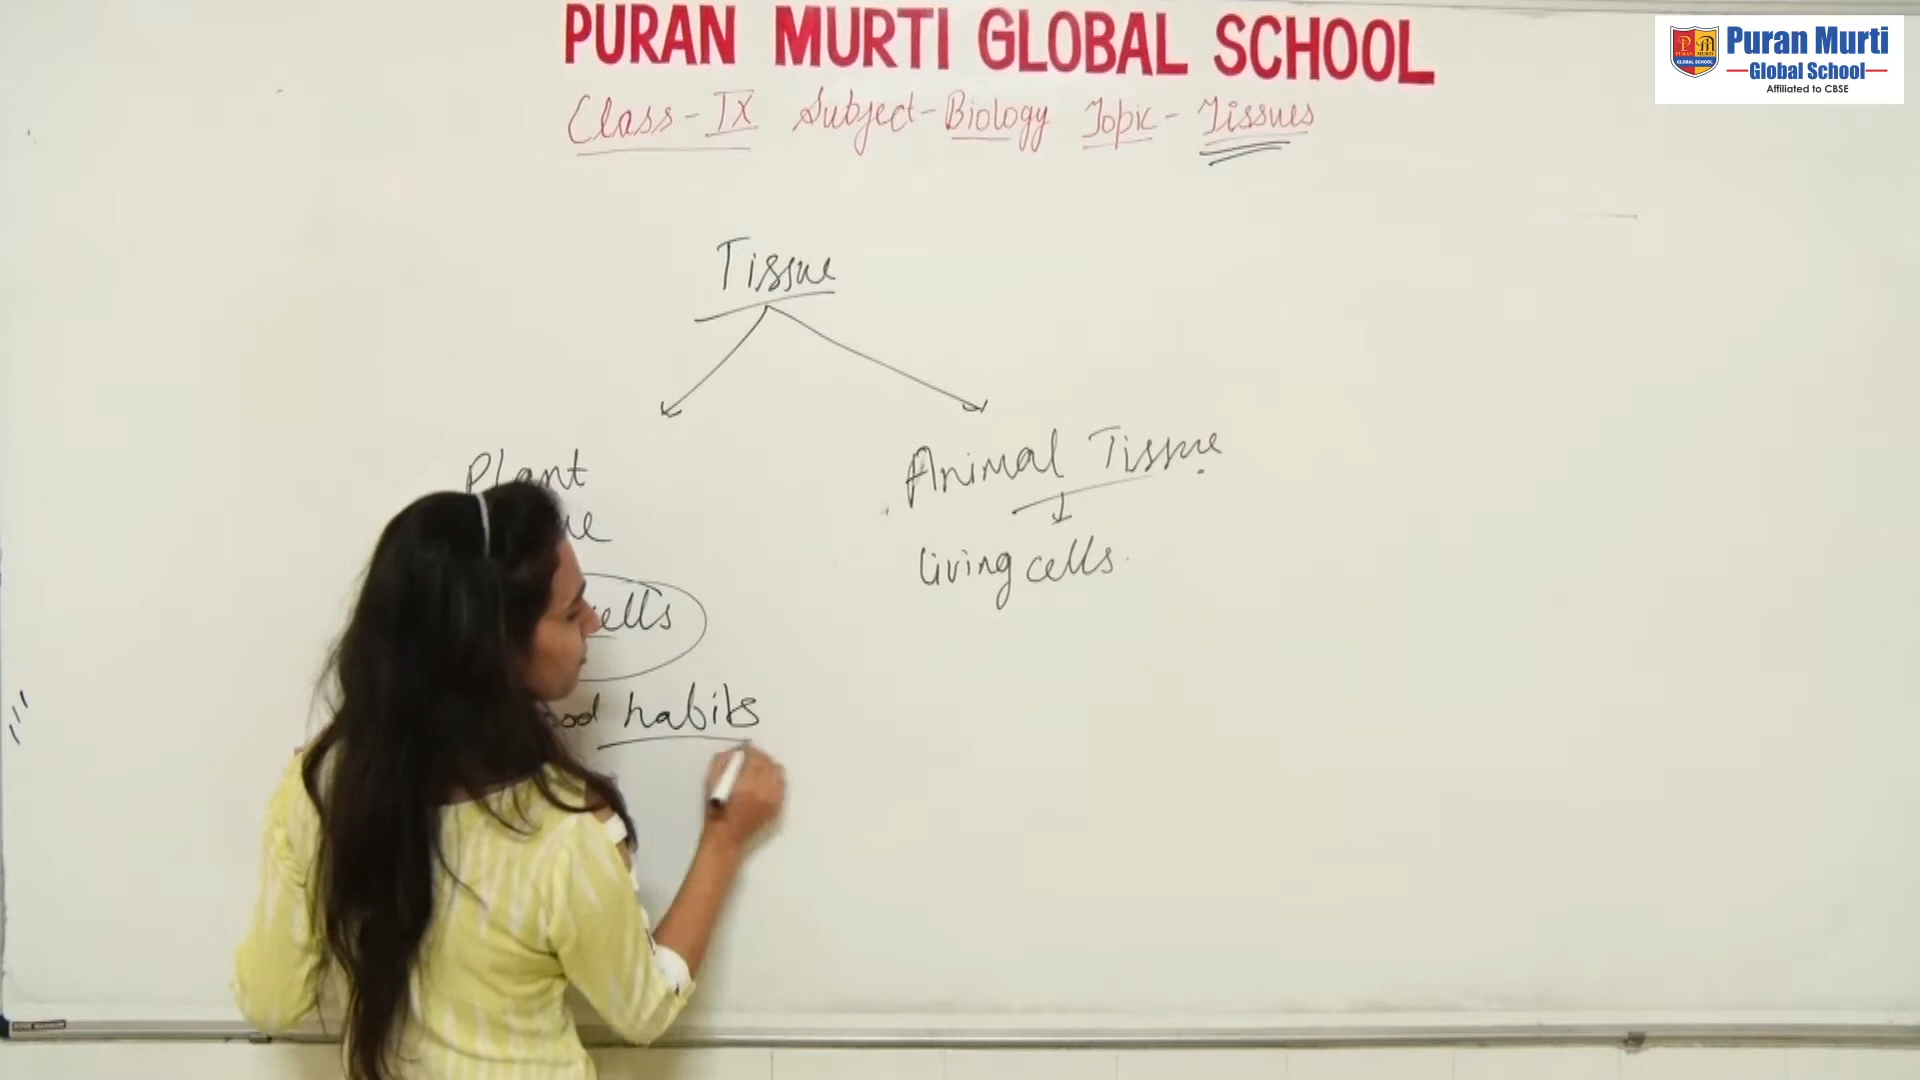 PURAN MURTI GLOBAL SCHOOL
Puran Murti
Global School
Affiliated to CBSE
Class - IX Subject - Biology Topic - Tissues
Tissue
Plant
Animal Tissue
living cells.
cells
habits